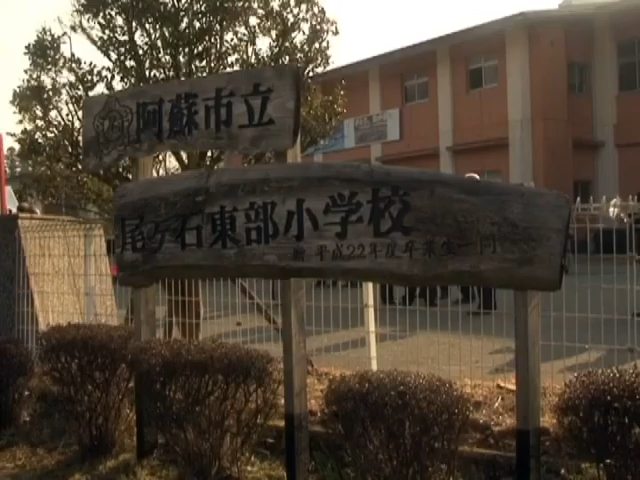 阿蘇市立
尾ケ石東部小学校
平成22年度卒業生一同